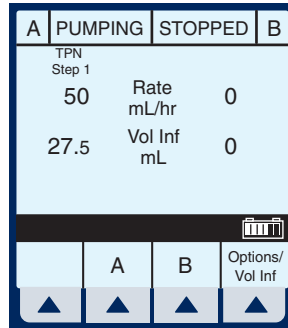 A PUMPING STOPPED B
TPN
Step 1
50 Rate mL/hr 0
27.5 Vol Inf mL 0
A B Options/ Vol Inf